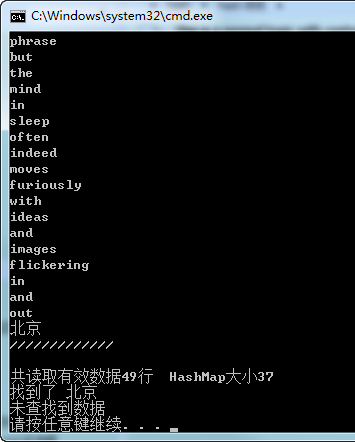 C:\Windows\system32\cmd.exe
phrase
but
the
mind
in
sleep
often
indeed
moves
furiously
with
ideas
and
images
flickering
in
and
out
北京
/////////////
共读取有效数据49行  HashMap大小37
找到了 北京
未查找到数据
请按任意键继续. . .